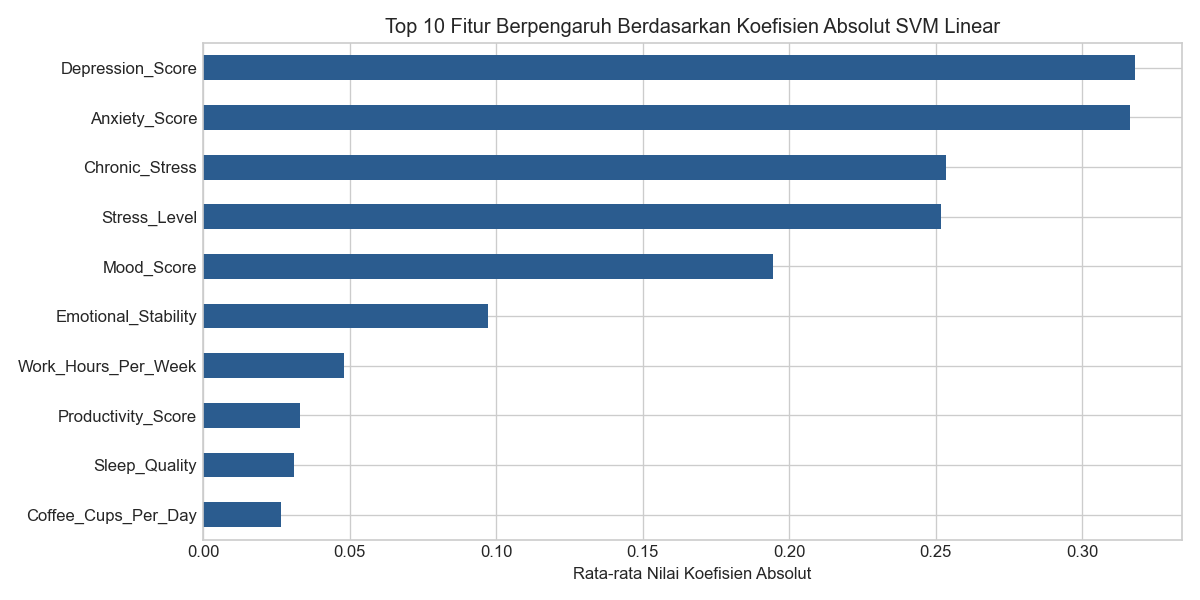 Top 10 Fitur Berpengaruh Berdasarkan Koefisien Absolut SVM Linear
Depression_Score
Anxiety_Score
Chronic_Stress
Stress_Level
Mood_Score
Emotional_Stability
Work_Hours_Per_Week
Productivity_Score
Sleep_Quality
Coffee_Cups_Per_Day
0.00 0.05 0.10 0.15 0.20 0.25 0.30
Rata-rata Nilai Koefisien Absolut